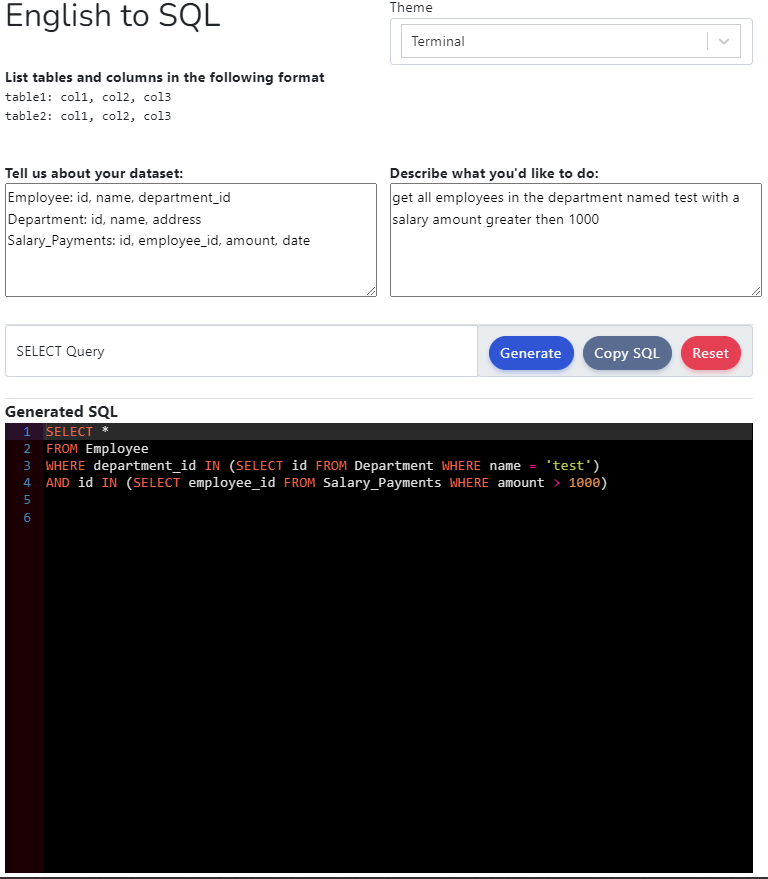 English to SQL
Theme
Terminal
List tables and columns in the following format
table1: col1, col2, col3
table2: col1, col2, col3
Tell us about your dataset:
Employee: id, name, department_id
Department: id, name, address
Salary_Payments: id, employee_id, amount, date
Describe what you'd like to do:
get all employees in the department named test with a
salary amount greater then 1000
SELECT Query
Generate
Copy SQL
Reset
Generated SQL
1 SELECT *
2 FROM Employee
3 WHERE department_id IN (SELECT id FROM Department WHERE name = 'test')
4 AND id IN (SELECT employee_id FROM Salary_Payments WHERE amount > 1000)
5
6